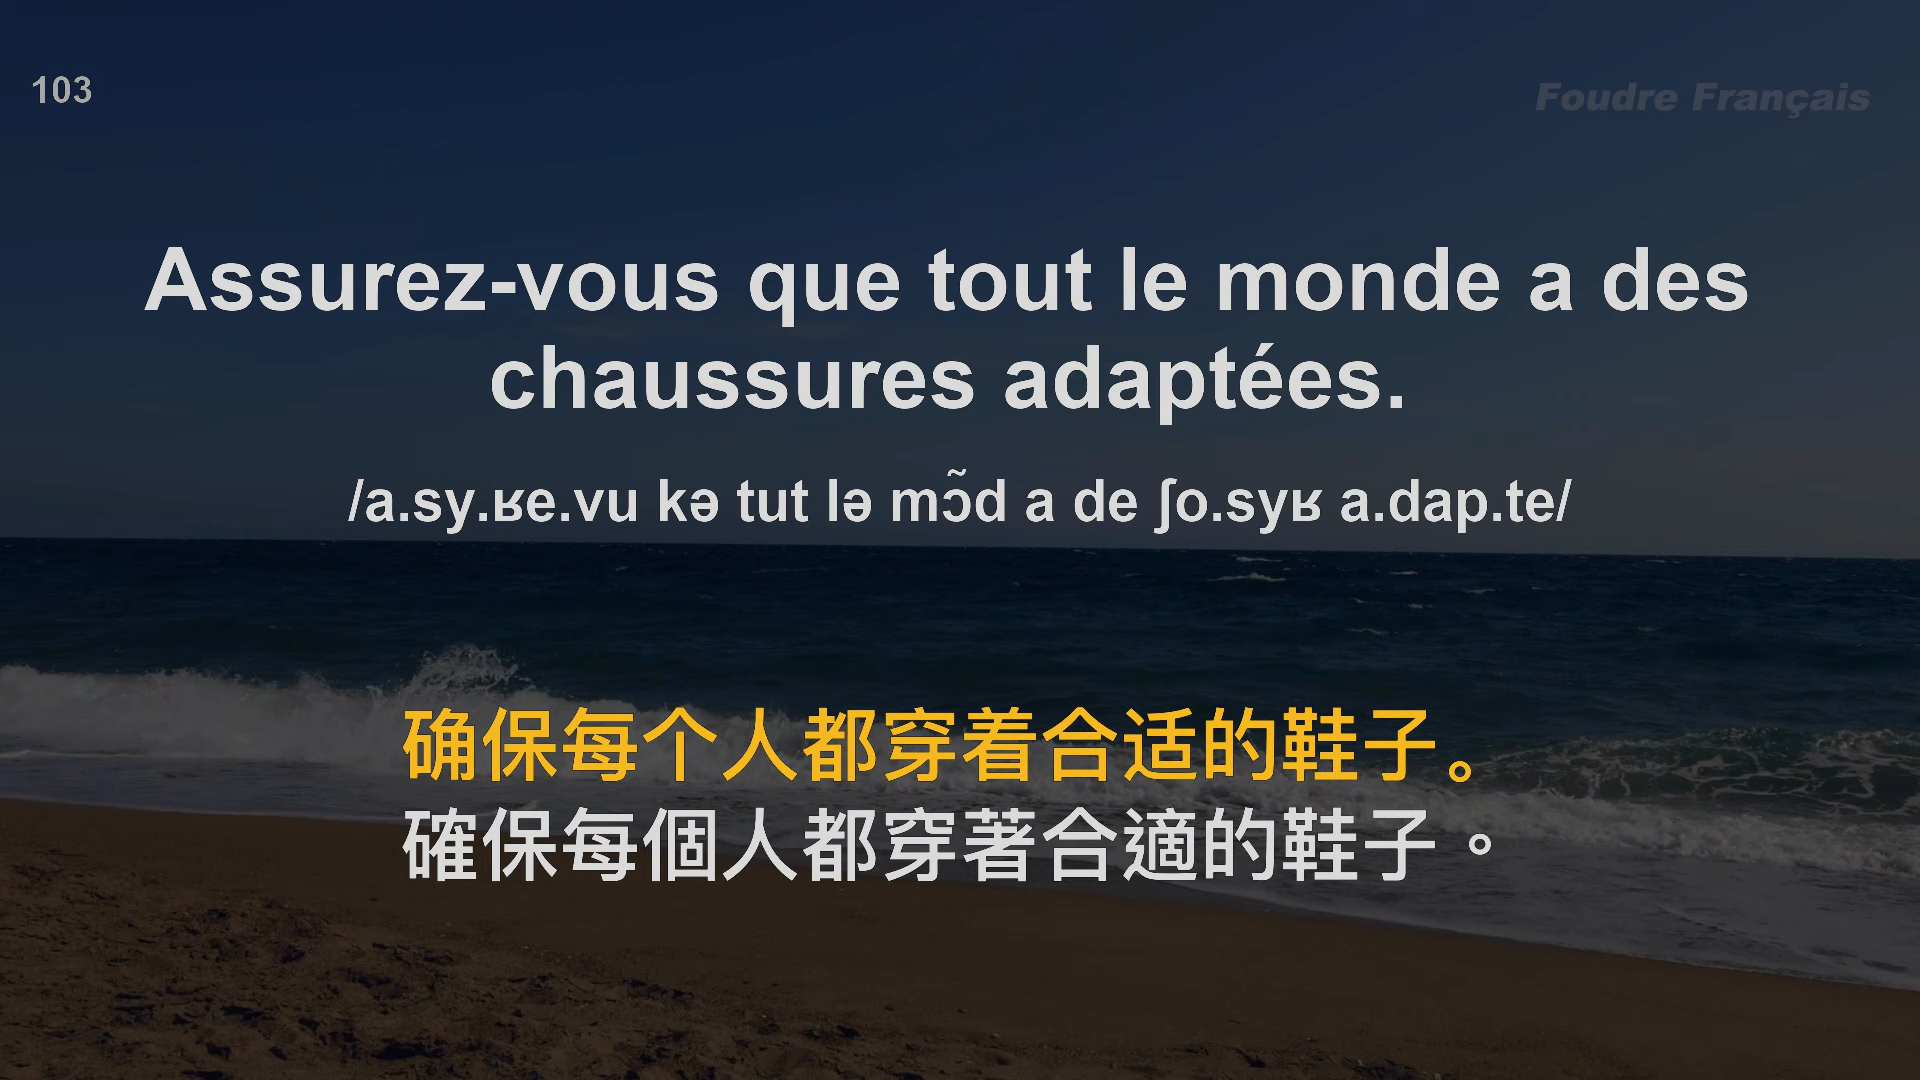 103
Foudre Français
Assurez-vous que tout le monde a des
chaussures adaptées.
/a.sy.ʁe.vu kə tut lə mɔ̃d a de ʃo.syʁ a.dap.te/
确保每个人都穿着合适的鞋子。
確保每個人都穿著合適的鞋子。